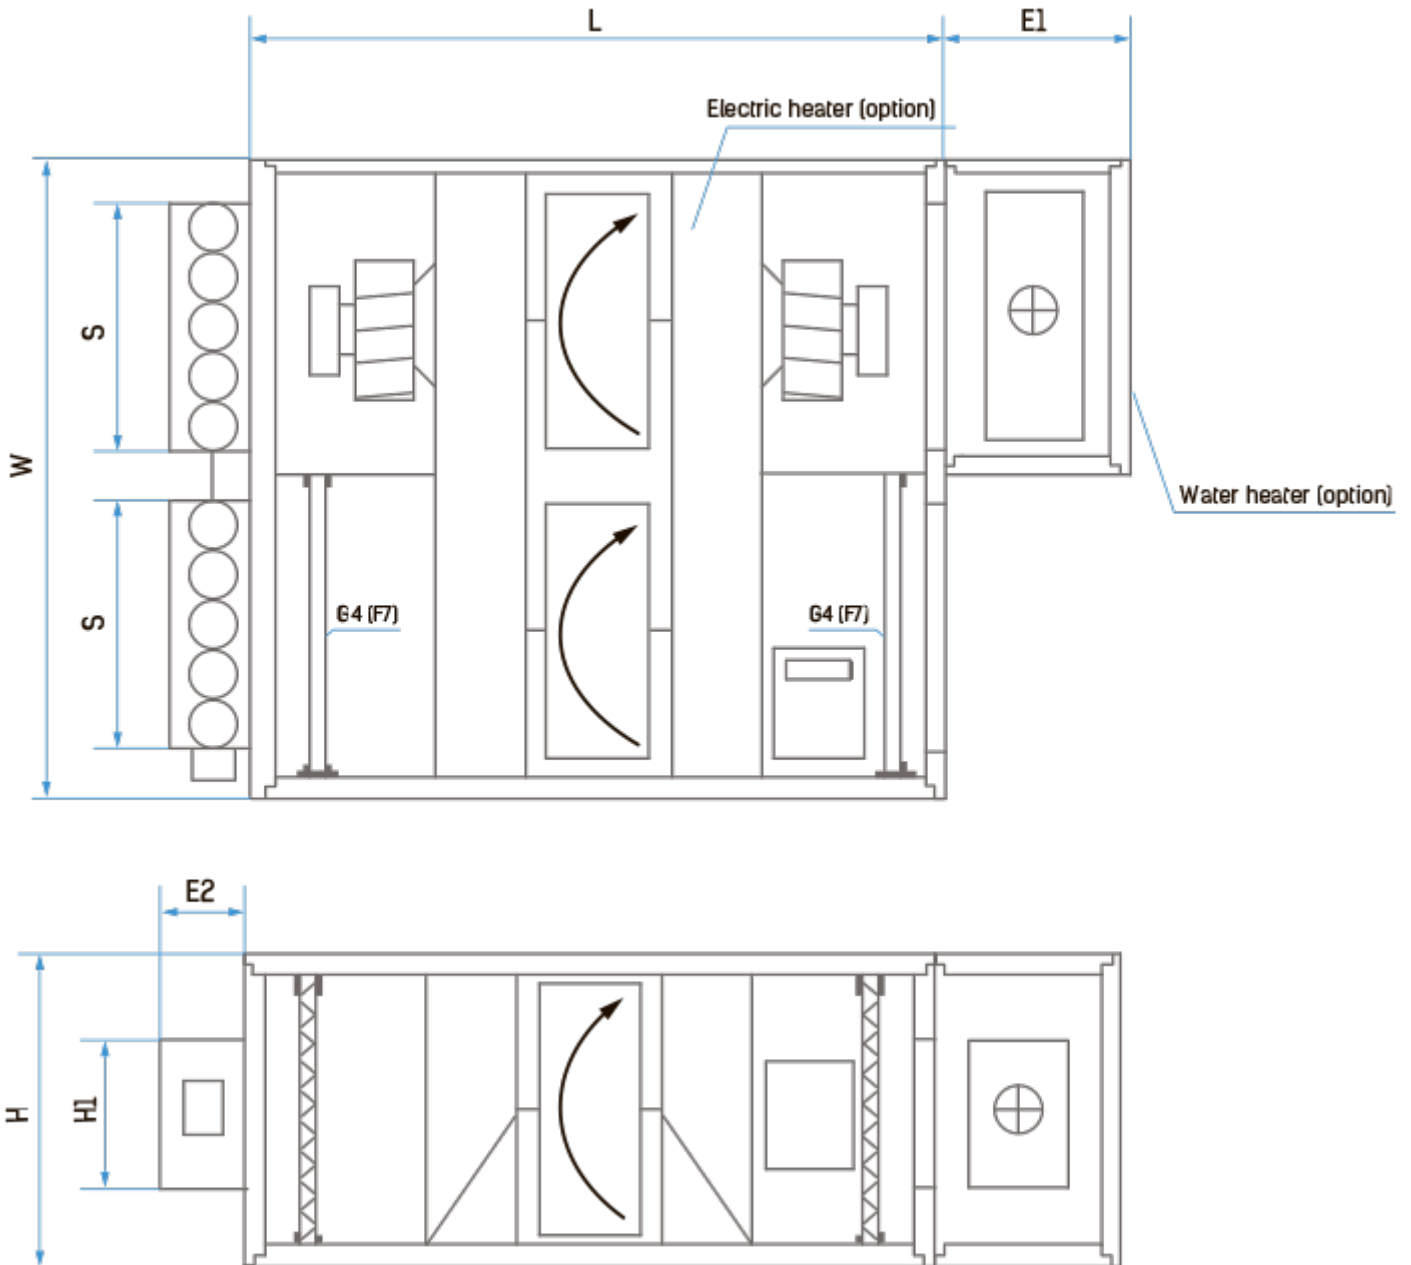 L
E1
Electric heater (option)
S
W
Water heater (option)
S
G4 (F7)
G4 (F7)
E2
H
H1